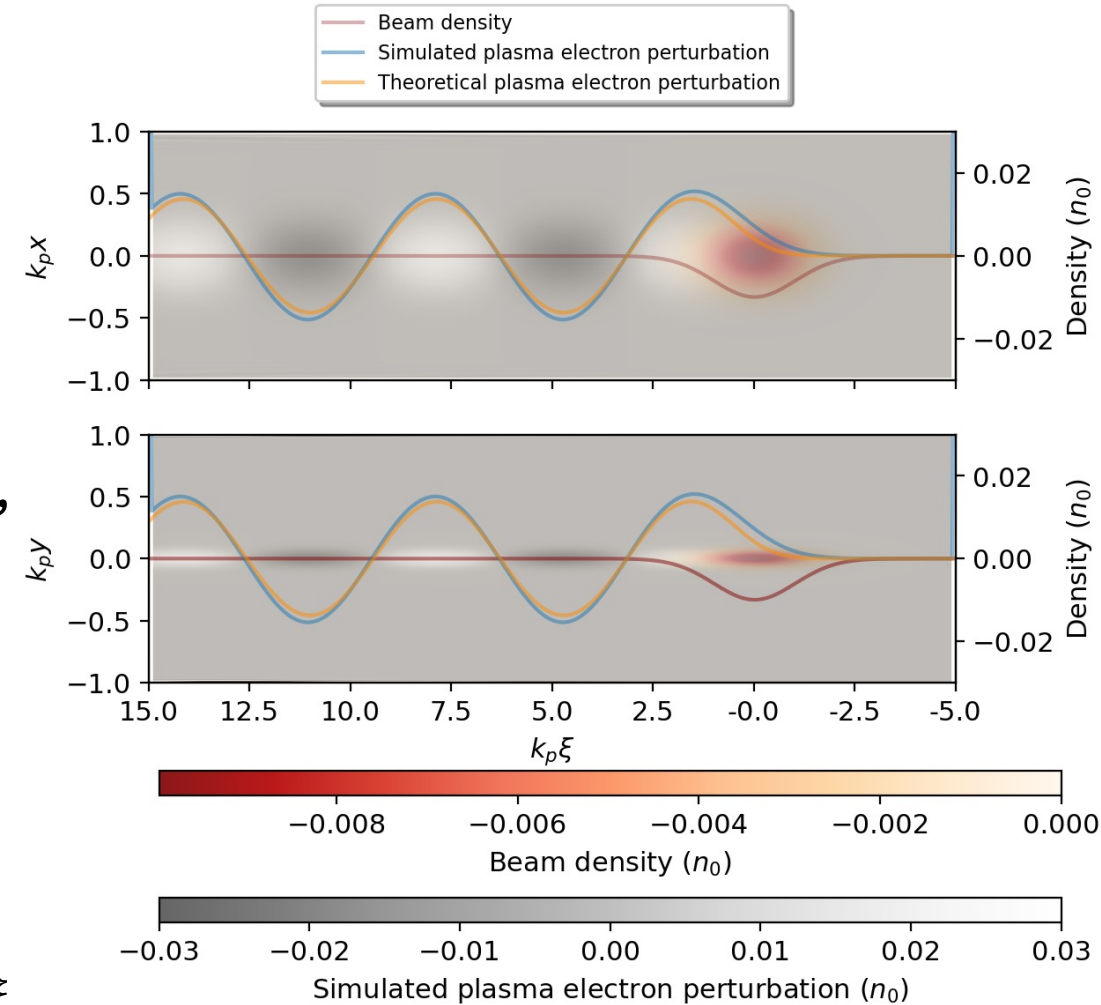 Beam density
Simulated plasma electron perturbation
Theoretical plasma electron perturbation
1.0
0.5
0.0
−0.5
−1.0
k_p x
0.02
0.00
−0.02
Density (n_0)
1.0
0.5
0.0
−0.5
−1.0
k_p y
0.02
0.00
−0.02
Density (n_0)
15.0 12.5 10.0 7.5 5.0 2.5 -0.0 -2.5 -5.0
k_p ξ
−0.008 −0.006 −0.004 −0.002 0.000
Beam density (n_0)
−0.03 −0.02 −0.01 0.00 0.01 0.02 0.03
Simulated plasma electron perturbation (n_0)